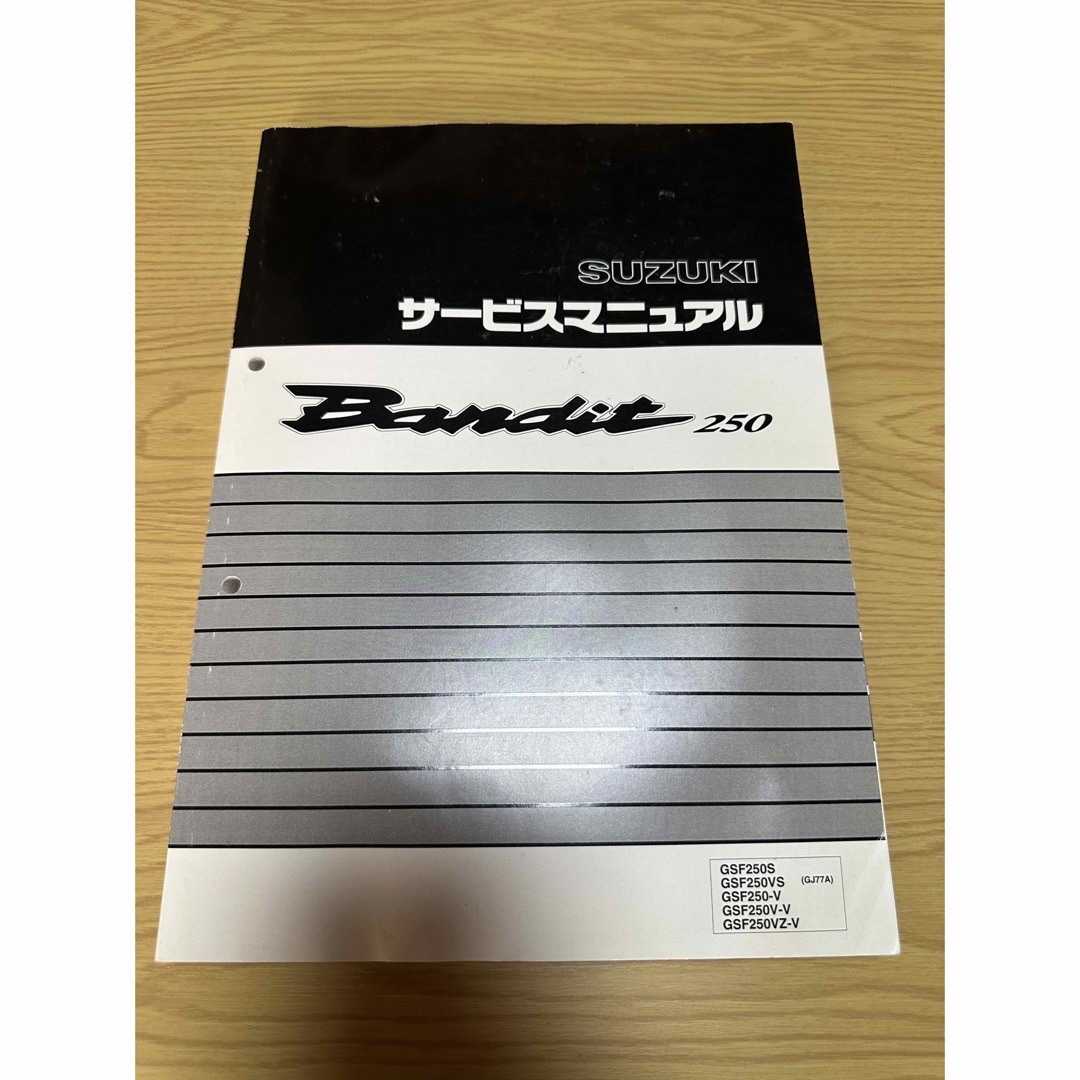 SUZUKI
サービスマニュアル
Bandit 250
GSF250S
GSF250VS (GJ77A)
GSF250-V
GSF250V-V
GSF250VZ-V